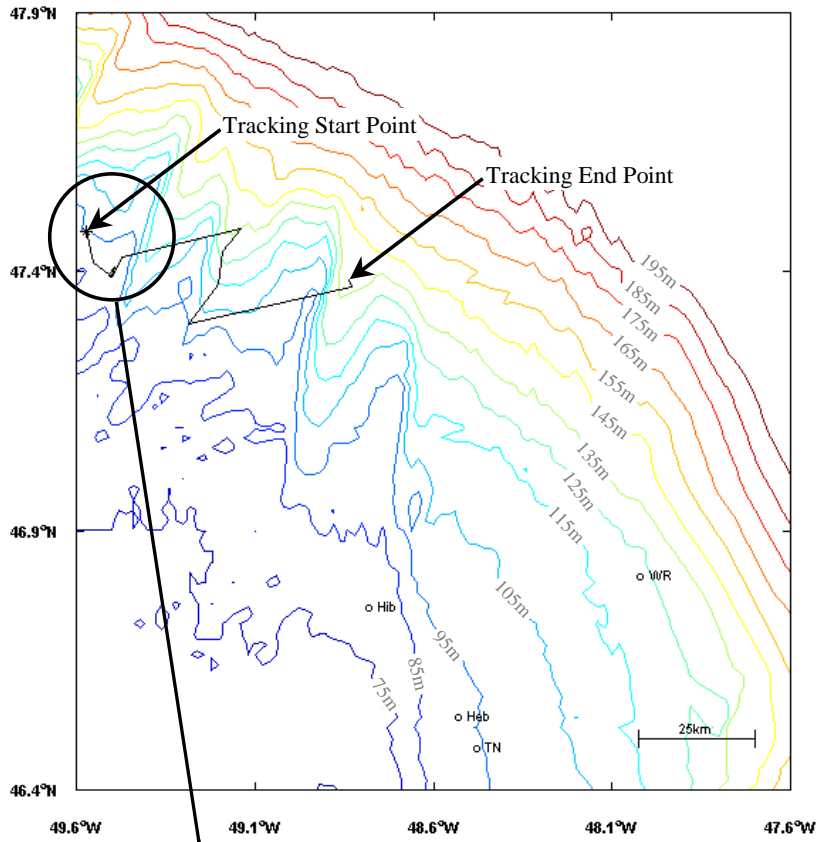 47.9°N
Tracking Start Point
Tracking End Point
47.4°N
195m
185m
175m
165m
155m
145m
135m
125m
115m
46.9°N
WR
105m
Hib
95m
85m
75m
Heb
25km
TN
46.4°N
49.6°W 49.1°W 48.6°W 48.1°W 47.6°W